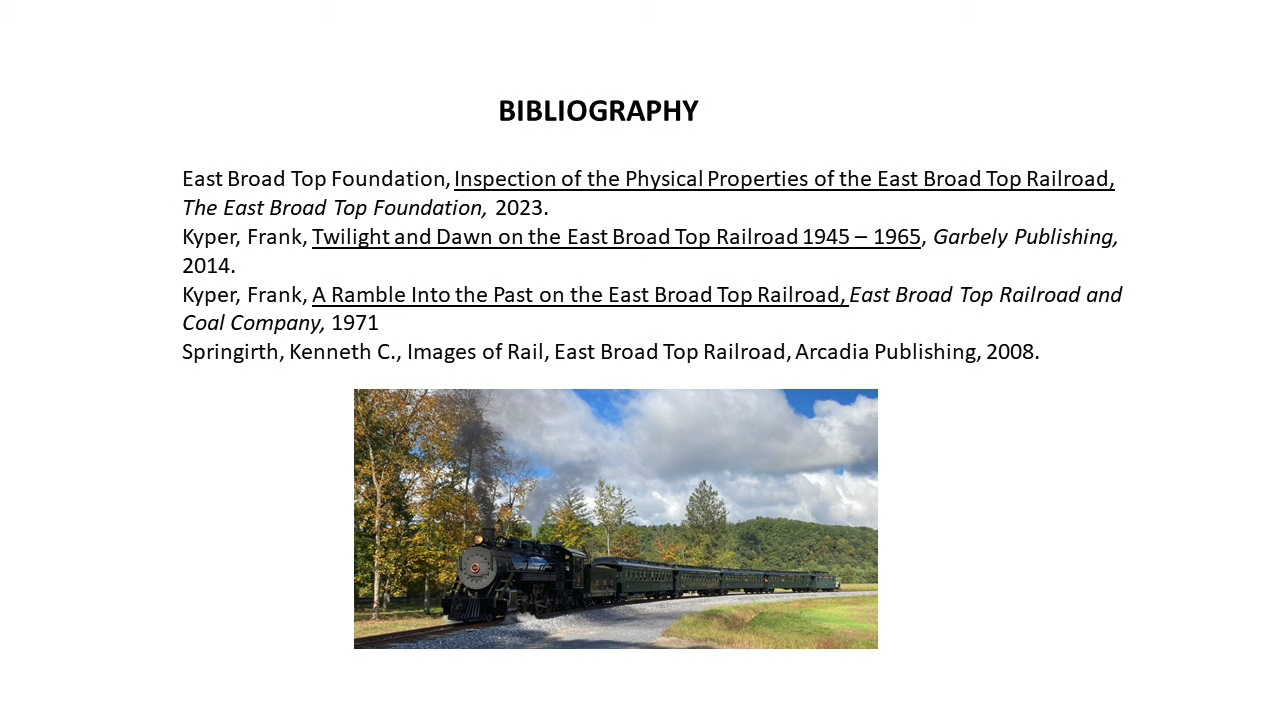 BIBLIOGRAPHY
East Broad Top Foundation, Inspection of the Physical Properties of the East Broad Top Railroad,
The East Broad Top Foundation, 2023.
Kyper, Frank, Twilight and Dawn on the East Broad Top Railroad 1945 – 1965, Garbely Publishing,
2014.
Kyper, Frank, A Ramble Into the Past on the East Broad Top Railroad, East Broad Top Railroad and
Coal Company, 1971
Springirth, Kenneth C., Images of Rail, East Broad Top Railroad, Arcadia Publishing, 2008.